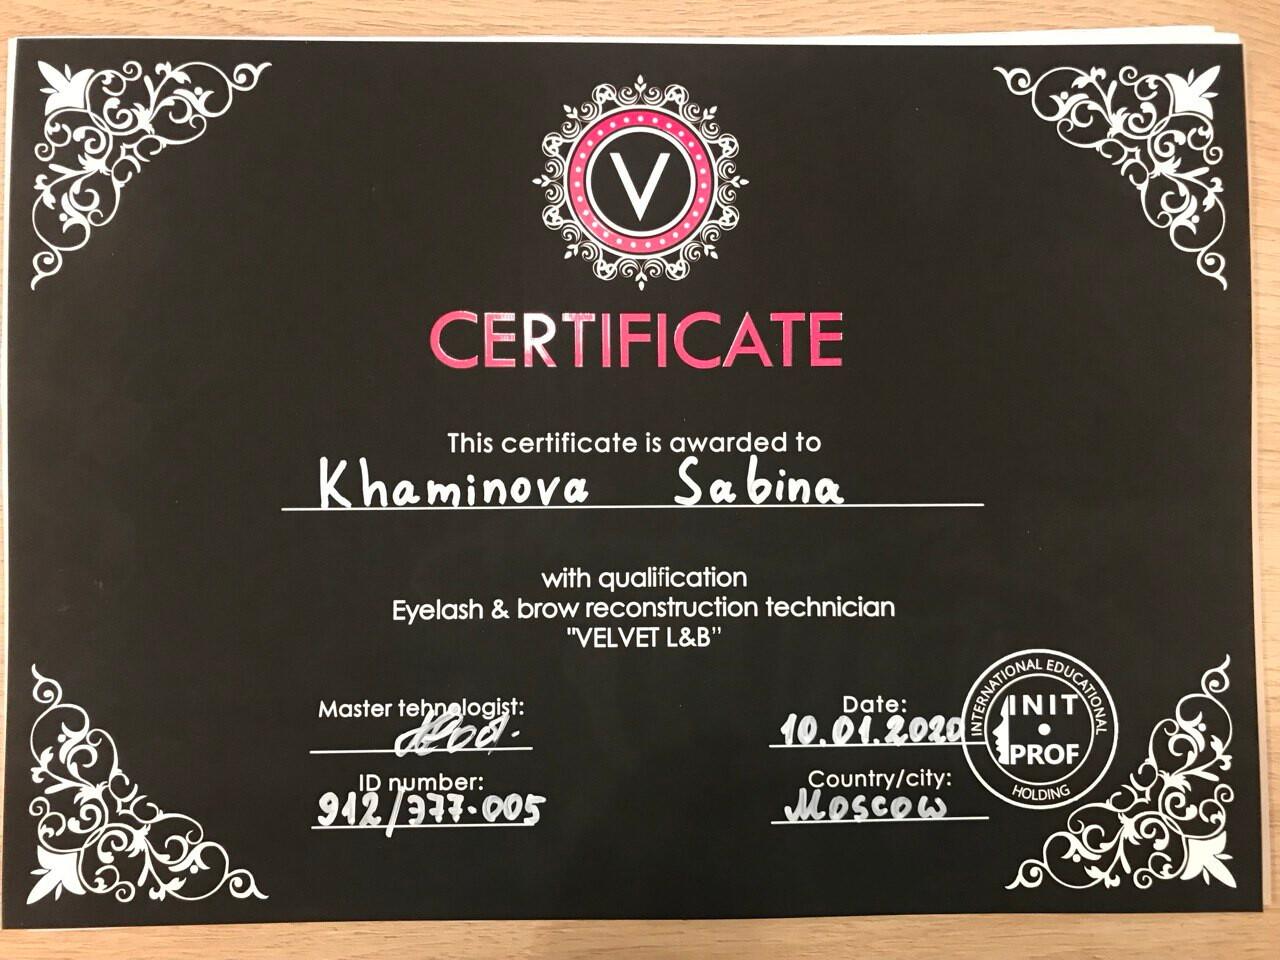 V
CERTIFICATE
This certificate is awarded to
Khaminova Sabina
with qualification
Eyelash & brow reconstruction technician
"VELVET L&B"
Master tehnologist:
ID number:
912/377-005
Date:
10.01.2020
Country/city:
Moscow
INTERNATIONAL EDUCATIONAL
INIT
PROF
HOLDING